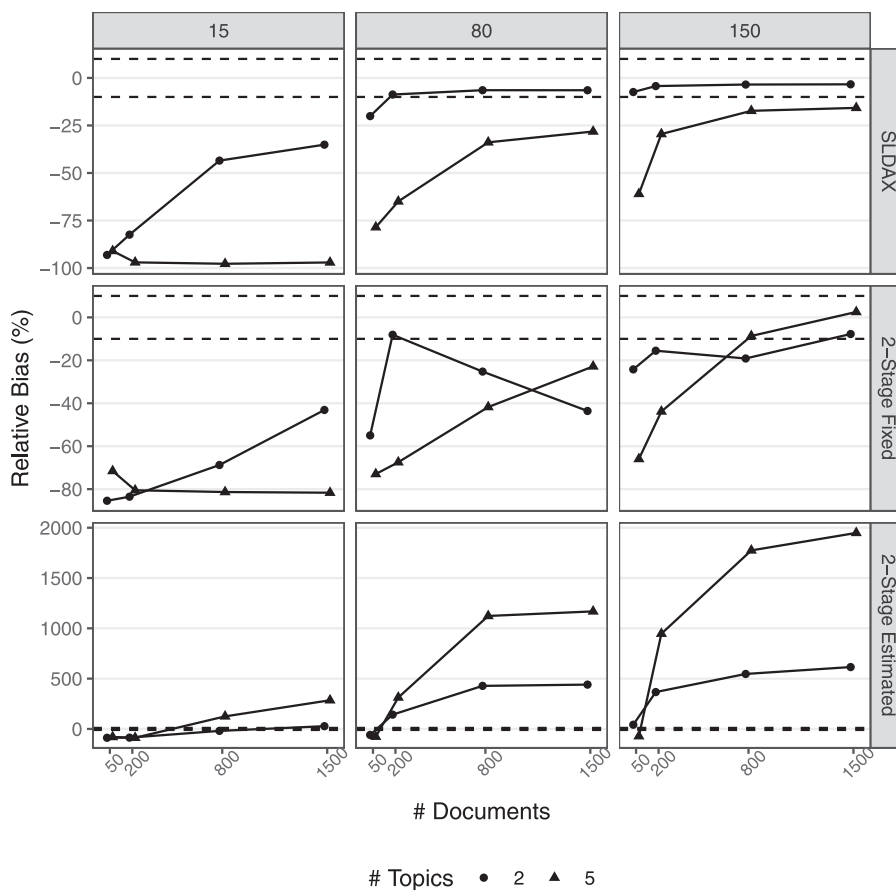 15 80 150
0
−25
−50
−75
−100
SLDAX
0
−20
−40
−60
−80
2−Stage Fixed
2000
1500
1000
500
0
2−Stage Estimated
Relative Bias (%)
50 200 800 1500 50 200 800 1500 50 200 800 1500
# Documents
# Topics 2 5